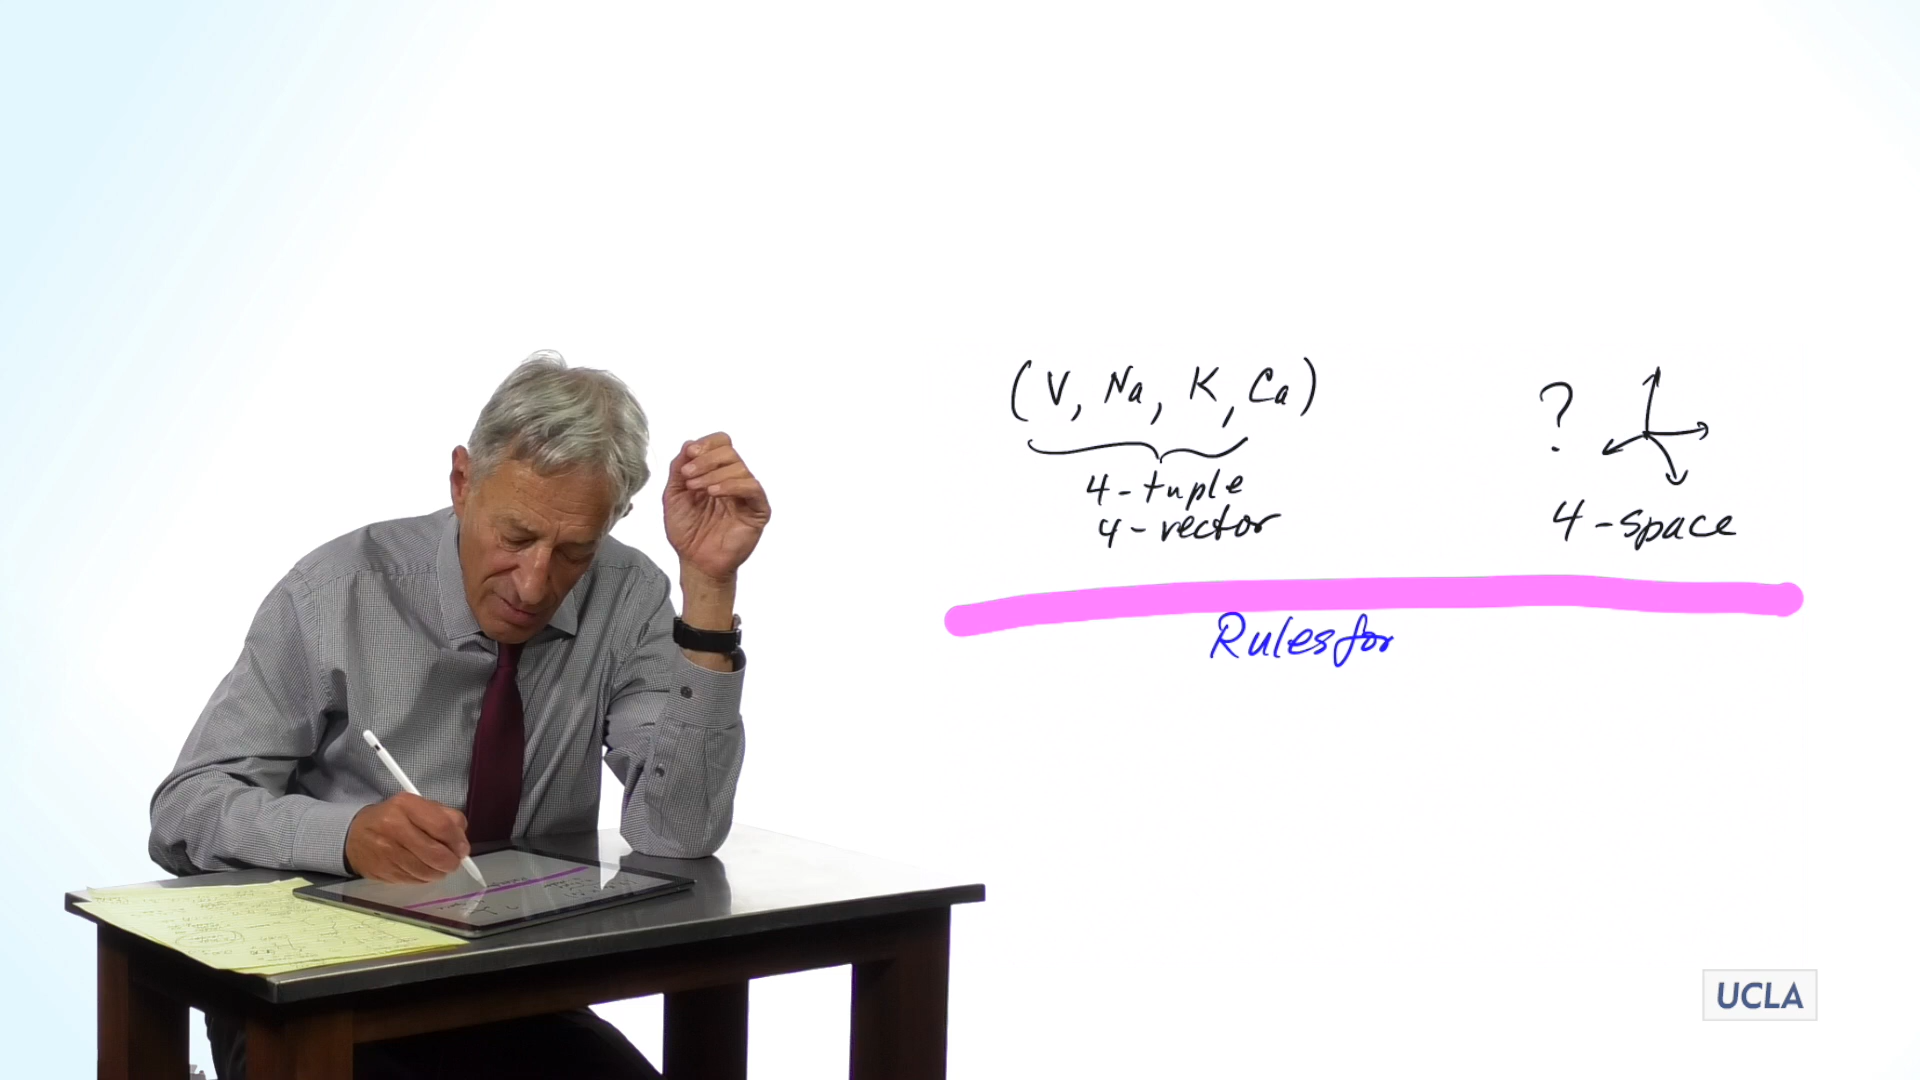 (V, Na, K, Ca)
4-tuple
4-vector
?
4-space
Rules for
UCLA